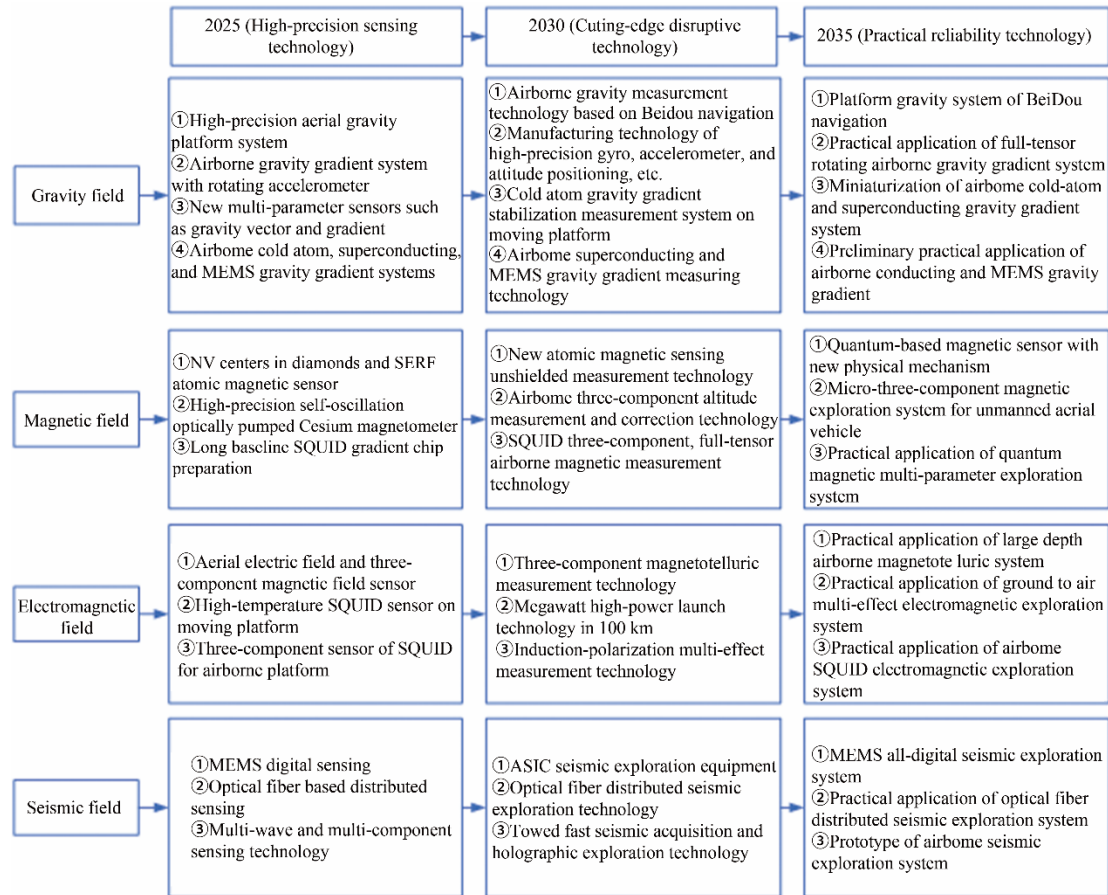 2025 (High-precision sensing
technology)
2030 (Cuting-edge disruptive
technology)
2035 (Practical reliability technology)
Gravity field
①High-precision aerial gravity
platform system
②Airborne gravity gradient system
with rotating accelerometer
③New multi-parameter sensors such
as gravity vector and gradient
④Airbome cold atom, superconducting,
and MEMS gravity gradient systems
①Airborne gravity measurement
technology based on Beidou navigation
②Manufacturing technology of
high-precision gyro, accelerometer, and
attitude positioning, etc.
③Cold atom gravity gradient
stabilization measurement system on
moving platform
④Airbome superconducting and
MEMS gravity gradient measuring
technology
①Platform gravity system of BeiDou
navigation
②Practical application of full-tensor
rotating airborne gravity gradient system
③Miniaturization of airbome cold-atom
and superconducting gravity gradient
system
④Preliminary practical application of
airborne conducting and MEMS gravity
gradient
Magnetic field
①NV centers in diamonds and SERF
atomic magnetic sensor
②High-precision self-oscillation
optically pumped Cesium magnetometer
③Long baseline SQUID gradient chip
preparation
①New atomic magnetic sensing
unshielded measurement technology
②Airbome three-component altitude
measurement and correction technology
③SQUID three-component, full-tensor
airborne magnetic measurement
technology
①Quantum-based magnetic sensor with
new physical mechanism
②Micro-three-component magnetic
exploration system for unmanned aerial
vehicle
③Practical application of quantum
magnetic multi-parameter exploration
system
Electromagnetic
field
①Aerial electric field and three-
component magnetic field sensor
②High-temperature SQUID sensor on
moving platform
③Three-component sensor of SQUID
for airborne platform
①Three-component magnetotelluric
measurement technology
②Megawatt high-power launch
technology in 100 km
③Induction-polarization multi-effect
measurement technology
①Practical application of large depth
airborne magnetote luric system
②Practical application of ground to air
multi-effect electromagnetic exploration
system
③Practical application of airbome
SQUID electromagnetic exploration
system
Seismic field
①MEMS digital sensing
②Optical fiber based distributed
sensing
③Multi-wave and multi-component
sensing technology
①ASIC seismic exploration equipment
②Optical fiber distributed seismic
exploration technology
③Towed fast seismic acquisition and
holographic exploration technology
①MEMS all-digital seismic exploration
system
②Practical application of optical fiber
distributed seismic exploration system
③Prototype of airbome seismic
exploration system